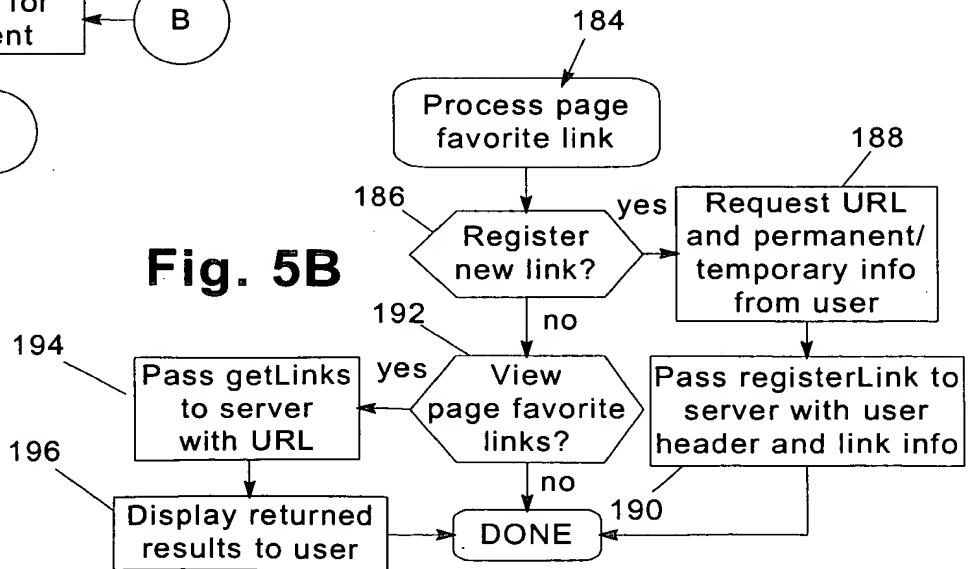 for
ent
B
184
Process page
favorite link
188
186
Register
new link?
yes
Request URL
and permanent/
temporary info
from user
Fig. 5B
no
192
194
Pass getLinks
to server
with URL
yes
View
page favorite
links?
Pass registerLink to
server with user
header and link info
196
no
190
Display returned
results to user
DONE